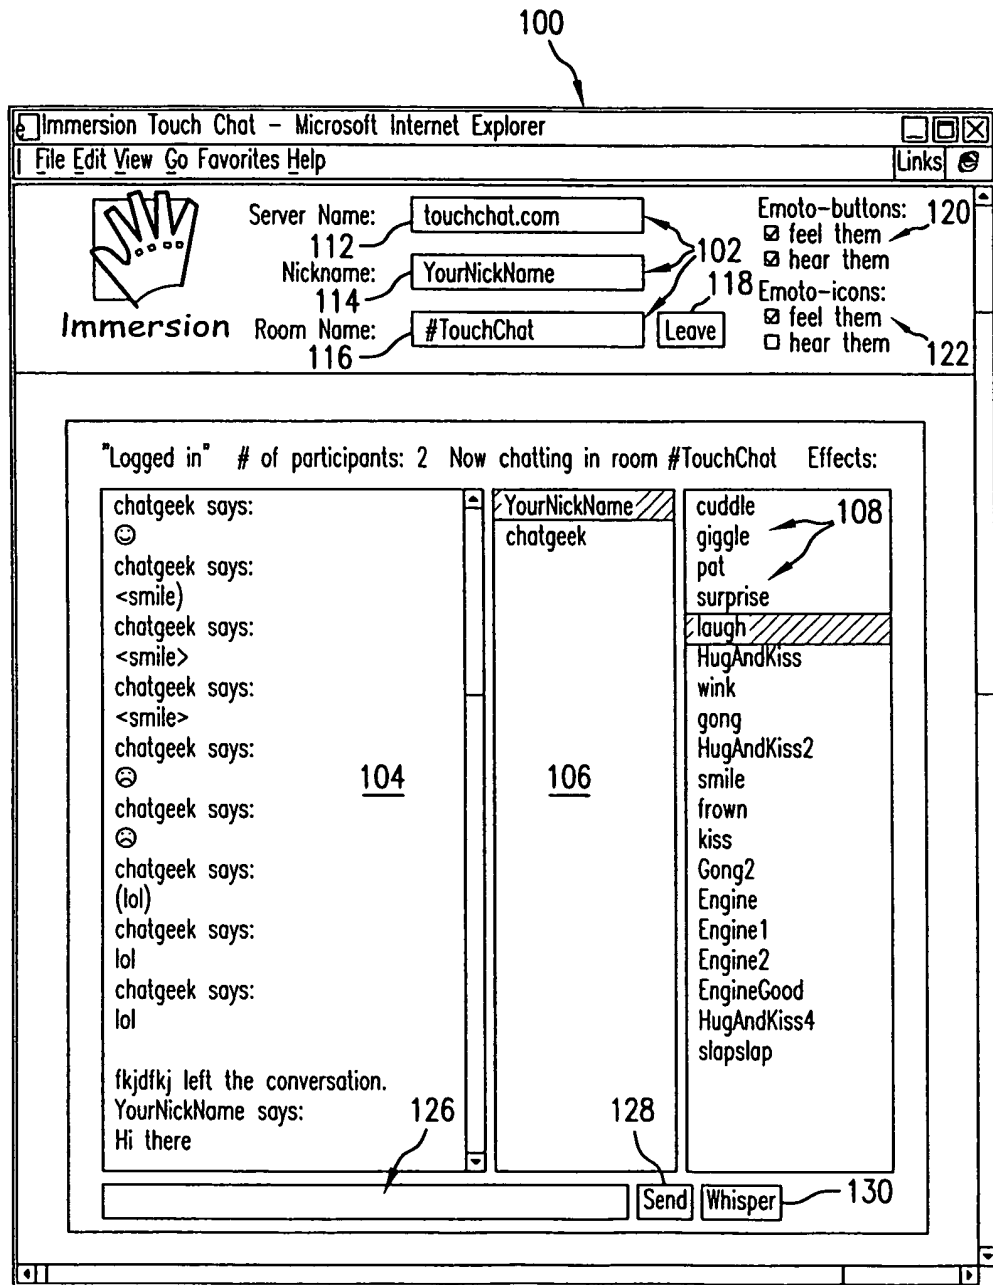 100
Immersion Touch Chat – Microsoft Internet Explorer
File Edit View Go Favorites Help
Links
Immersion
Server Name: touchchat.com
112
Nickname: YourNickName
114
Room Name: #TouchChat
116
102
118
Leave
Emoto-buttons:
120
feel them
hear them
Emoto-icons:
feel them
hear them
122
"Logged in" # of participants: 2 Now chatting in room #TouchChat Effects:
chatgeek says:
☺
chatgeek says:
<smile)
chatgeek says:
<smile>
chatgeek says:
<smile>
chatgeek says:
☹
chatgeek says:
☹
chatgeek says:
(lol)
chatgeek says:
lol
chatgeek says:
lol
fkjdfkj left the conversation.
YourNickName says:
Hi there
104
YourNickName
chatgeek
106
cuddle
giggle
pat
surprise
laugh
HugAndKiss
wink
gong
HugAndKiss2
smile
frown
kiss
Gong2
Engine
Engine1
Engine2
EngineGood
HugAndKiss4
slapslap
108
126
128
Send
Whisper
130